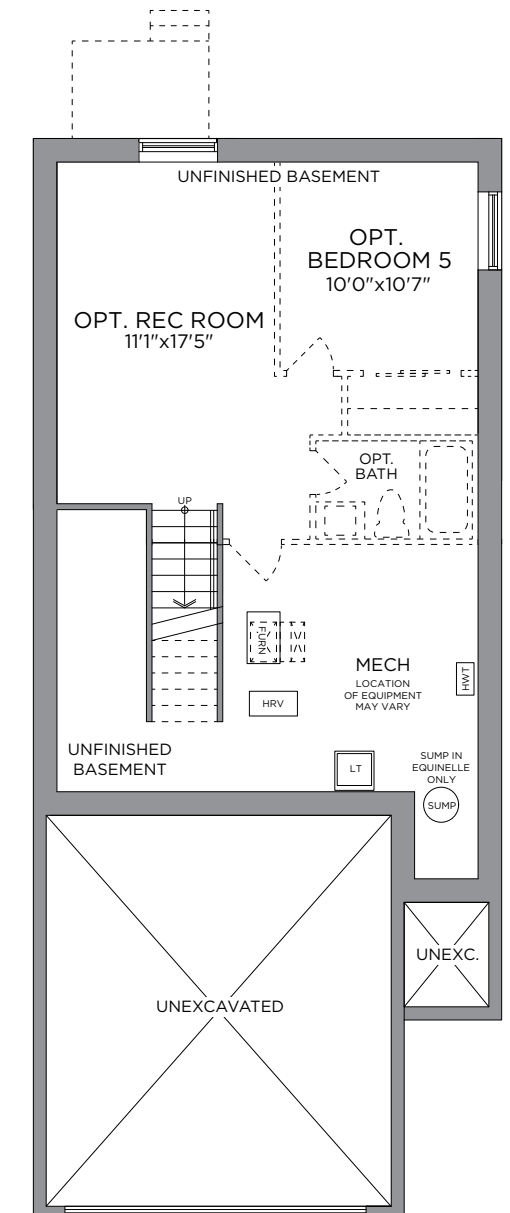 UNFINISHED BASEMENT
OPT.
BEDROOM 5
10'0"x10'7"
OPT. REC ROOM
11'1"x17'5"
OPT.
BATH
UP
FURN
MECH
LOCATION
OF EQUIPMENT
MAY VARY
HWT
HRV
UNFINISHED
BASEMENT
LT
SUMP IN
EQUINELLE
ONLY
SUMP
UNEXC.
UNEXCAVATED